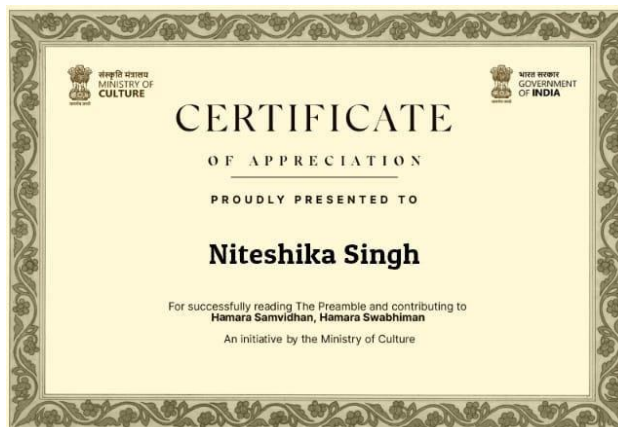 संस्कृति मंत्रालय
MINISTRY OF
CULTURE
भारत सरकार
GOVERNMENT
OF INDIA
CERTIFICATE
OF APPRECIATION
PROUDLY PRESENTED TO
Niteshika Singh
For successfully reading The Preamble and contributing to
Hamara Samvidhan, Hamara Swabhiman
An initiative by the Ministry of Culture